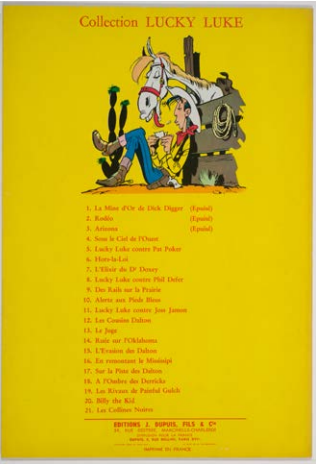 Collection LUCKY LUKE
1. La Mine d'Or de Dick Digger (Epuisé)
2. Rodéo (Epuisé)
3. Arizona (Epuisé)
4. Sous le Ciel de l'Ouest
5. Lucky Luke contre Pat Poker
6. Hors-la-Loi
7. L'Elixir du Dr Doxey
8. Lucky Luke contre Phil Defer
9. Des Rails sur la Prairie
10. Alerte aux Pieds Bleus
11. Lucky Luke contre Joss Jamon
12. Les Cousins Dalton
13. Le Juge
14. Ruée sur l'Oklahoma
15. L'Evasion des Dalton
16. En remontant le Mississipi
17. Sur la Piste des Dalton
18. A l'Ombre des Derricks
19. Les Rivaux de Painful Gulch
20. Billy the Kid
21. Les Collines Noires
EDITIONS J. DUPUIS, FILS & Cie
IMPRIME EN FRANCE